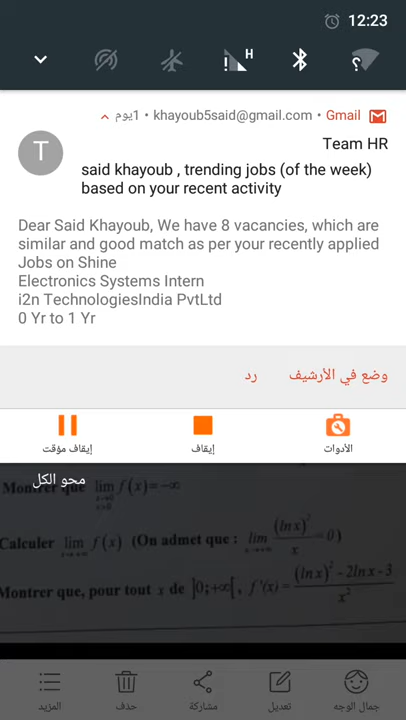 12:23
H
khayoub5said@gmail.com • Gmail • 1يوم
T
Team HR
said khayoub , trending jobs (of the week)
based on your recent activity
Dear Said Khayoub, We have 8 vacancies, which are
similar and good match as per your recently applied
Jobs on Shine
Electronics Systems Intern
i2n TechnologiesIndia PvtLtd
0 Yr to 1 Yr
وضع في الأرشيف رد
الأدوات إيقاف إيقاف مؤقت
محو الكل
Montrer que lim f(x)=-∞
x→0
x>0
Calculer lim f(x) (On admet que : lim (ln x)²/x =0)
x→+∞ x→+∞
Montrer que, pour tout x de ]0;+∞[, f'(x)= (ln x)² - 2ln x - 3 / x²
جمال الوجه تعديل مشاركة حذف المزيد